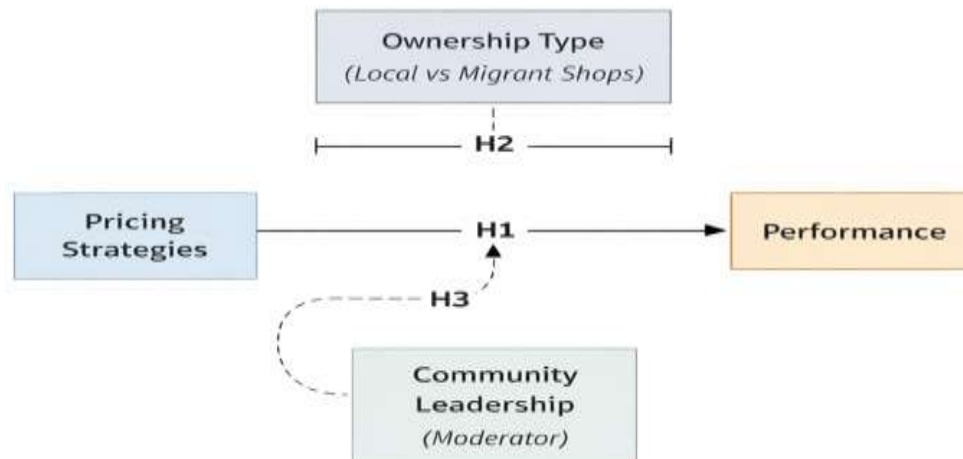 Ownership Type
(Local vs Migrant Shops)
H2
Pricing
Strategies
H1
Performance
H3
Community
Leadership
(Moderator)